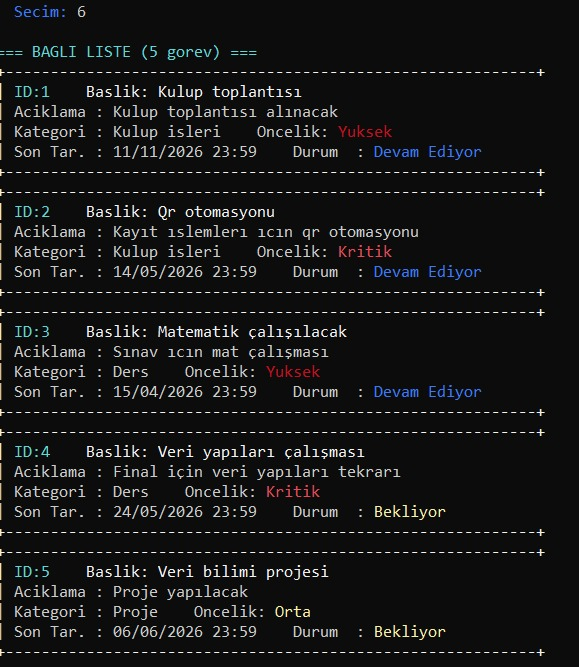 Secim: 6
=== BAGLI LISTE (5 gorev) ===
+-----------------------------------------------------------+
| ID:1    Baslik: Kulup toplantısı
| Aciklama : Kulup toplantısı alınacak
| Kategori : Kulup isleri    Oncelik: Yuksek
| Son Tar. : 11/11/2026 23:59    Durum  : Devam Ediyor
+-----------------------------------------------------------+
+-----------------------------------------------------------+
| ID:2    Baslik: Qr otomasyonu
| Aciklama : Kayıt ıslemlerı ıcın qr otomasyonu
| Kategori : Kulup isleri    Oncelik: Kritik
| Son Tar. : 14/05/2026 23:59    Durum  : Devam Ediyor
+-----------------------------------------------------------+
+-----------------------------------------------------------+
| ID:3    Baslik: Matematik çalışılacak
| Aciklama : Sınav ıcın mat çalışması
| Kategori : Ders    Oncelik: Yuksek
| Son Tar. : 15/04/2026 23:59    Durum  : Devam Ediyor
+-----------------------------------------------------------+
+-----------------------------------------------------------+
| ID:4    Baslik: Veri yapıları çalışması
| Aciklama : Final için veri yapıları tekrarı
| Kategori : Ders    Oncelik: Kritik
| Son Tar. : 24/05/2026 23:59    Durum  : Bekliyor
+-----------------------------------------------------------+
+-----------------------------------------------------------+
| ID:5    Baslik: Veri bilimi projesi
| Aciklama : Proje yapılacak
| Kategori : Proje    Oncelik: Orta
| Son Tar. : 06/06/2026 23:59    Durum  : Bekliyor
+-----------------------------------------------------------+